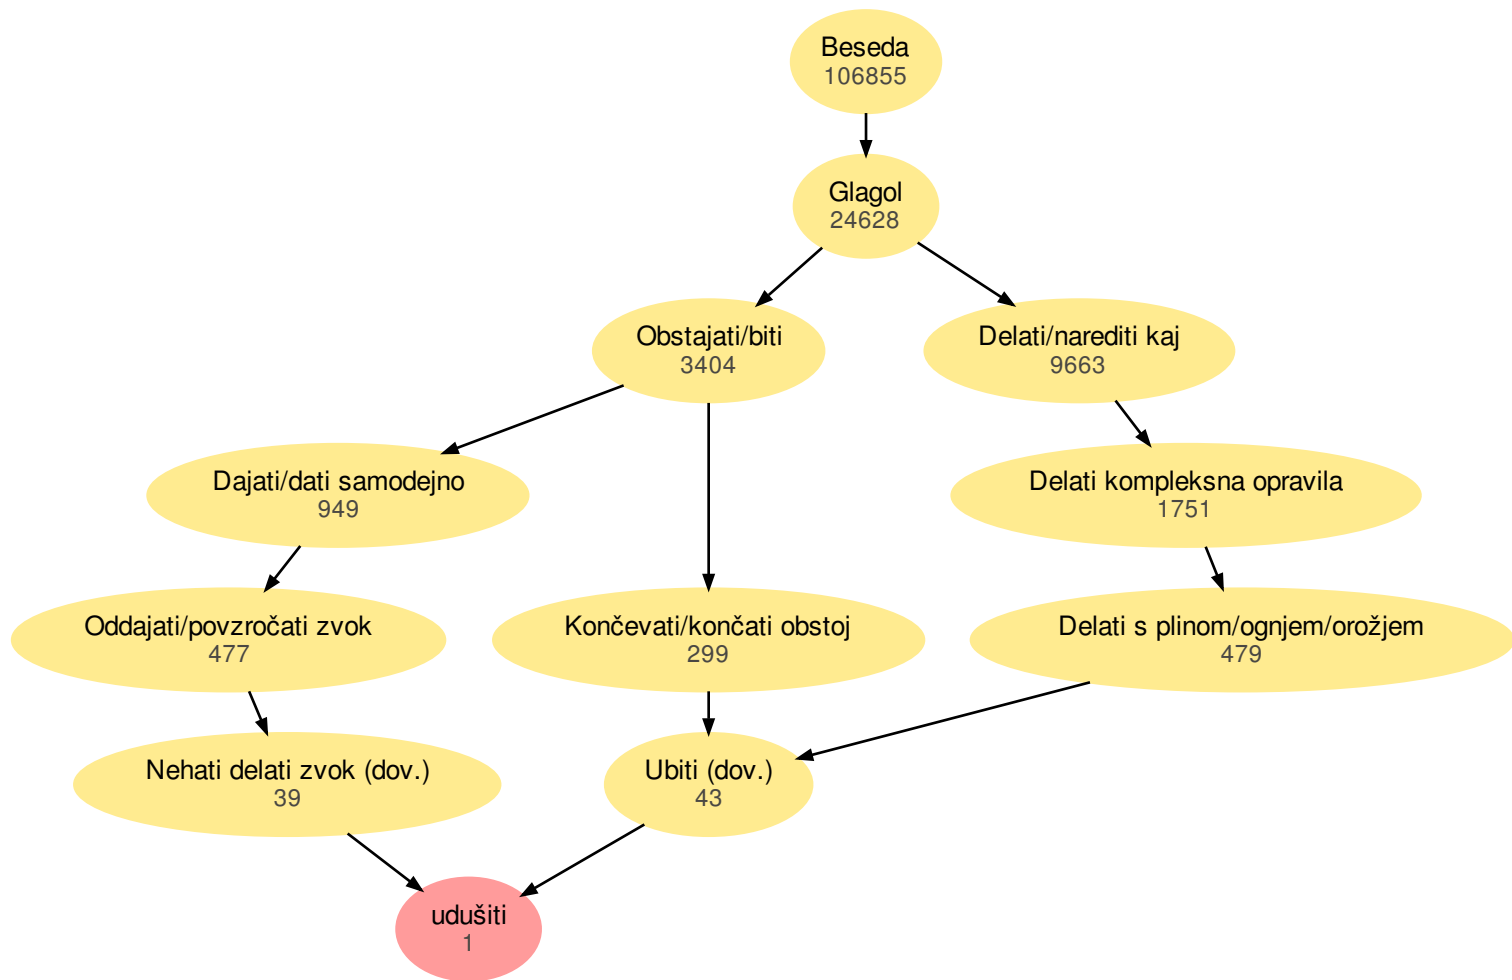 Beseda
106855
Glagol
24628
Obstajati/biti
3404
Delati/narediti kaj
9663
Dajati/dati samodejno
949
Delati kompleksna opravila
1751
Oddajati/povzročati zvok
477
Končevati/končati obstoj
299
Delati s plinom/ognjem/orožjem
479
Nehati delati zvok (dov.)
39
Ubiti (dov.)
43
udušiti
1